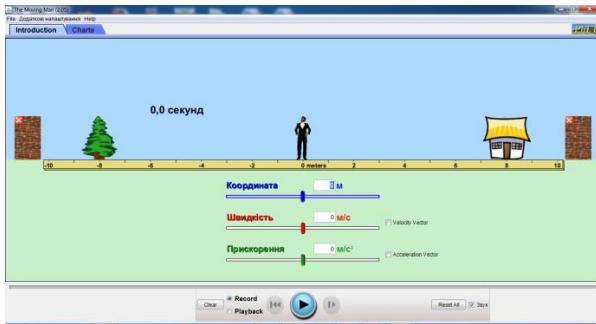 The Moving Man (2.05)
File Додаткові налаштування Help
Introduction Charts
0,0 секунд
-10 -8 -6 -4 -2 0 meters 2 4 6 8 10
Координата 0 м
Швидкість 0 м/с
Velocity Vector
Прискорення 0 м/с²
Acceleration Vector
Clear
Record
Playback
Reset All
Звук